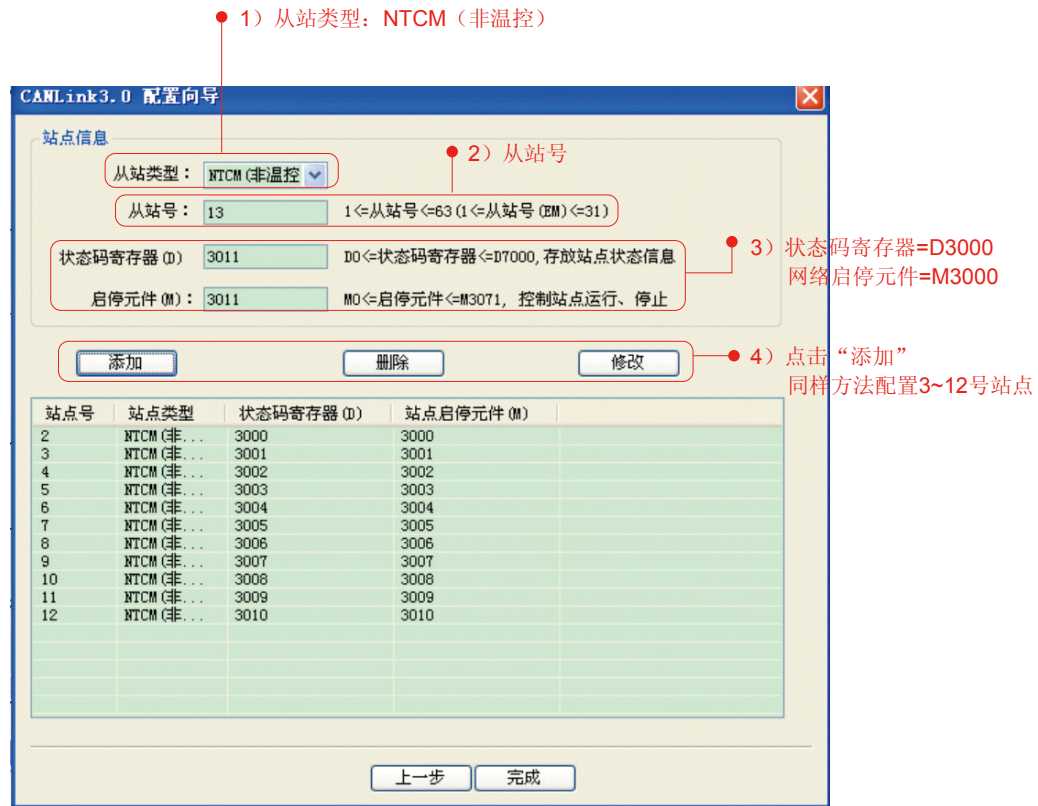 1）从站类型：NTCM（非温控）
CANLink3.0 配置向导
站点信息
从站类型： NTCM(非温控
2）从站号
从站号： 13 1<=从站号<=63(1<=从站号(EM)<=31)
状态码寄存器(D) 3011 D0<=状态码寄存器<=D7000,存放站点状态信息
3）状态码寄存器=D3000
网络启停元件=M3000
启停元件(M)： 3011 M0<=启停元件<=M3071, 控制站点运行、停止
添加 删除 修改
4）点击“添加”
同样方法配置3~12号站点
站点号 站点类型 状态码寄存器(D) 站点启停元件(M)
2 NTCM(非... 3000 3000
3 NTCM(非... 3001 3001
4 NTCM(非... 3002 3002
5 NTCM(非... 3003 3003
6 NTCM(非... 3004 3004
7 NTCM(非... 3005 3005
8 NTCM(非... 3006 3006
9 NTCM(非... 3007 3007
10 NTCM(非... 3008 3008
11 NTCM(非... 3009 3009
12 NTCM(非... 3010 3010
上一步 完成